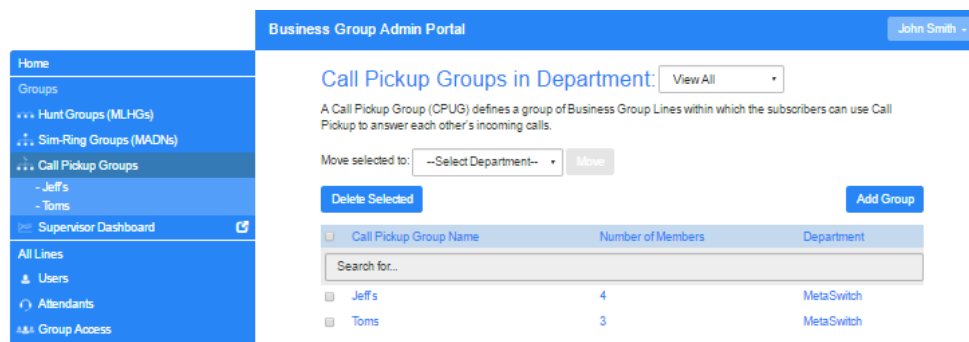 Business Group Admin Portal
John Smith
Home
Groups
Hunt Groups (MLHGs)
Sim-Ring Groups (MADNs)
Call Pickup Groups
- Jeff's
- Toms
Supervisor Dashboard
All Lines
Users
Attendants
Group Access
Call Pickup Groups in Department: View All
A Call Pickup Group (CPUG) defines a group of Business Group Lines within which the subscribers can use Call
Pickup to answer each other's incoming calls.
Move selected to: --Select Department-- Move
Delete Selected Add Group
Call Pickup Group Name Number of Members Department
Search for...
Jeff's 4 MetaSwitch
Toms 3 MetaSwitch